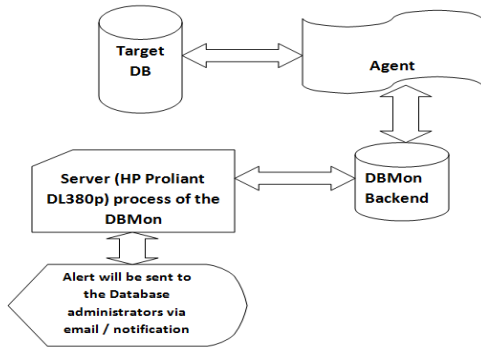 Target
DB
Agent
Server (HP Proliant
DL380p) process of the
DBMon
DBMon
Backend
Alert will be sent to
the Database
administrators via
email / notification